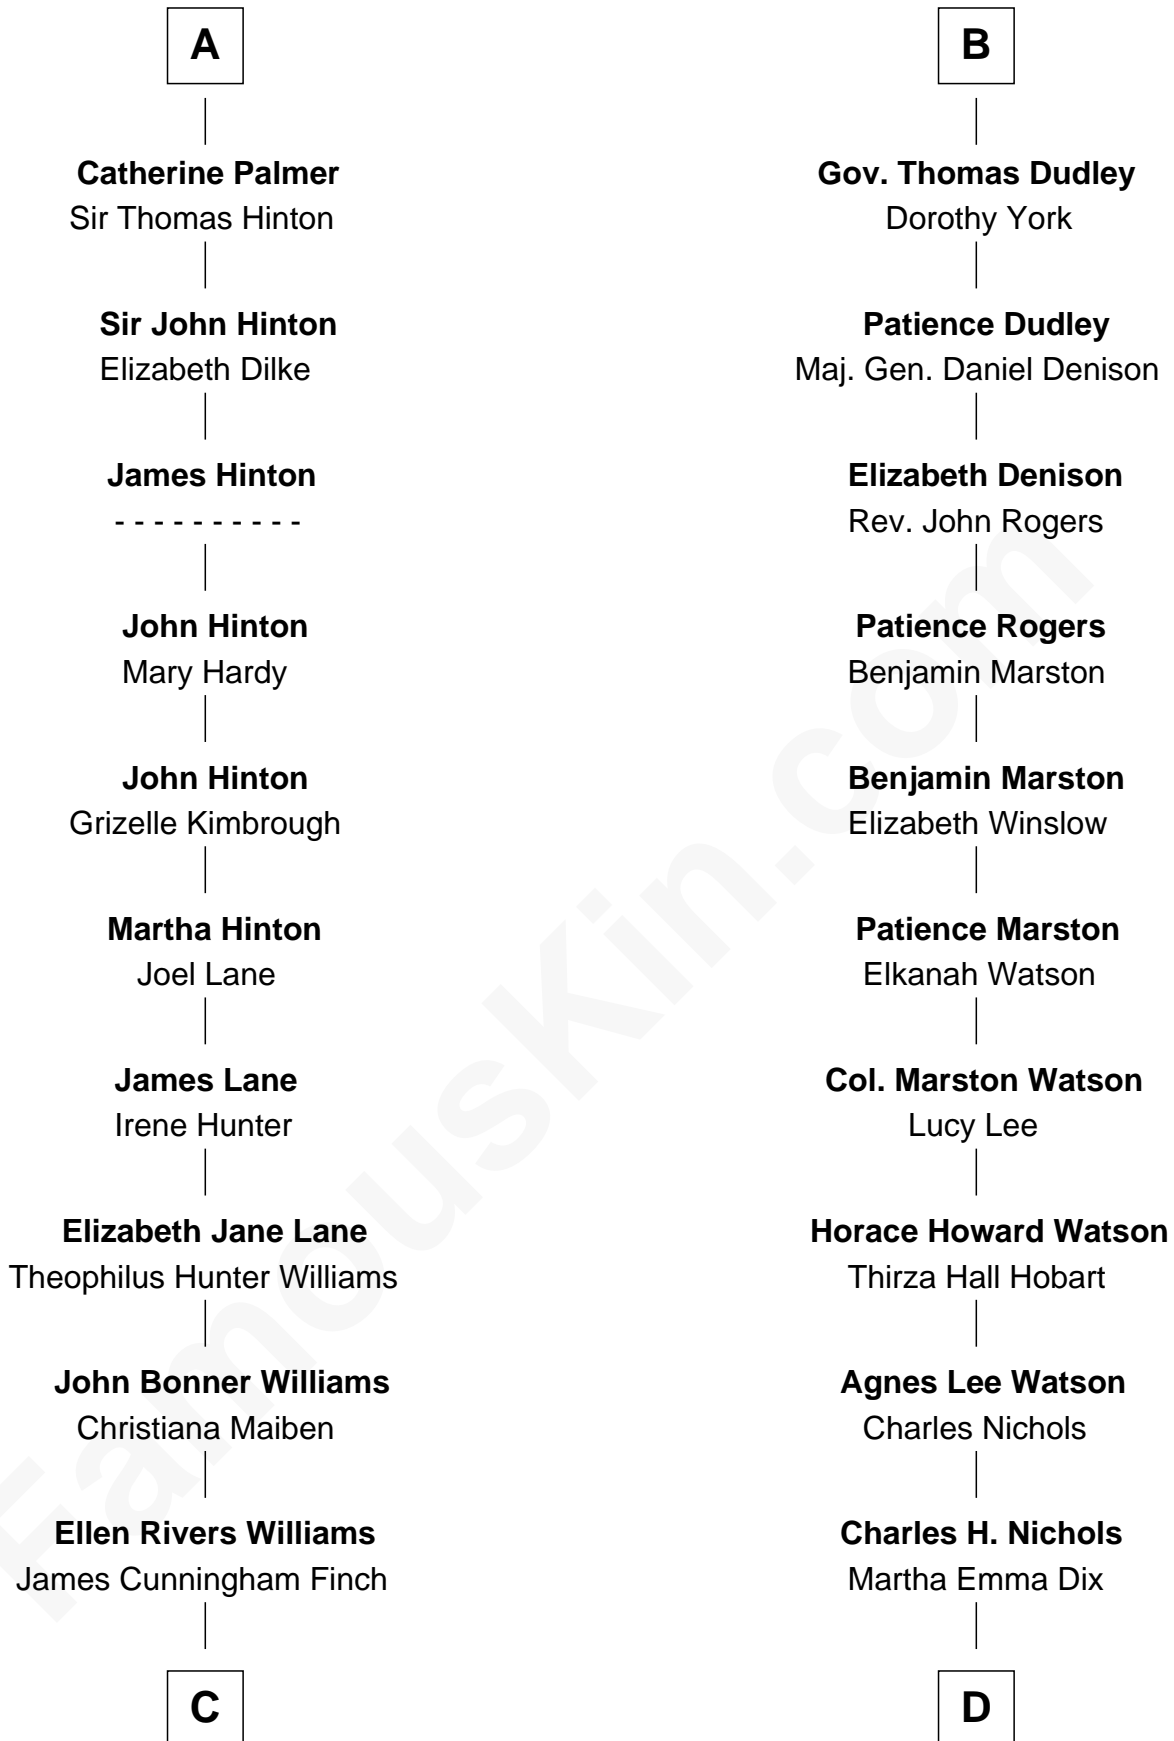 A
Catherine Palmer
Sir Thomas Hinton
Sir John Hinton
Elizabeth Dilke
James Hinton
- - - - - - - - - -
John Hinton
Mary Hardy
John Hinton
Grizelle Kimbrough
Martha Hinton
Joel Lane
James Lane
Irene Hunter
Elizabeth Jane Lane
Theophilus Hunter Williams
John Bonner Williams
Christiana Maiben
Ellen Rivers Williams
James Cunningham Finch
C
B
Gov. Thomas Dudley
Dorothy York
Patience Dudley
Maj. Gen. Daniel Denison
Elizabeth Denison
Rev. John Rogers
Patience Rogers
Benjamin Marston
Benjamin Marston
Elizabeth Winslow
Patience Marston
Elkanah Watson
Col. Marston Watson
Lucy Lee
Horace Howard Watson
Thirza Hall Hobart
Agnes Lee Watson
Charles Nichols
Charles H. Nichols
Martha Emma Dix
D
FamousKin.com